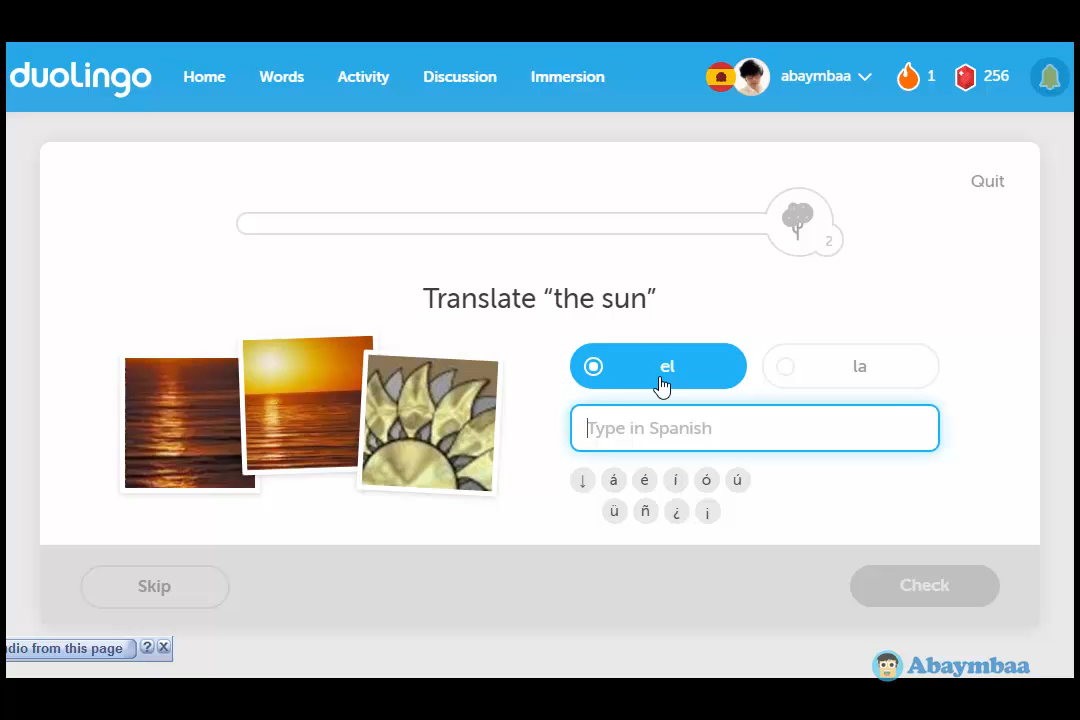 duolingo Home Words Activity Discussion Immersion abaymbaa 1 256
Quit
2
Translate “the sun”
el la
Type in Spanish
↓ á é í ó ú
ü ñ ¿ ¡
Skip Check
dio from this page ? X
Abaymbaa